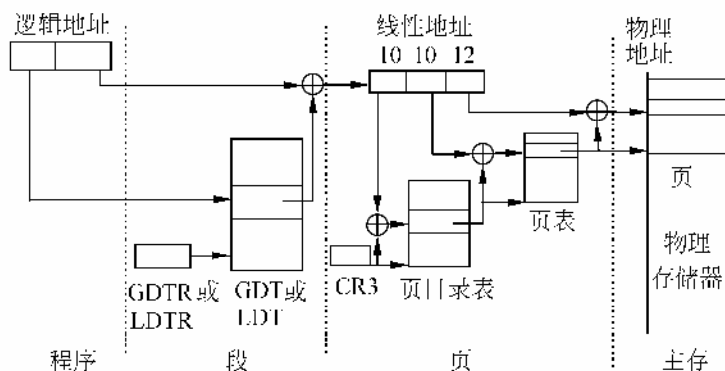 逻辑地址
线性地址
10 10 12
物理
地址
页
页表
物理
存储器
GDTR或
LDTR
GDT或
LDT
CR3
页目录表
程序
段
页
主存